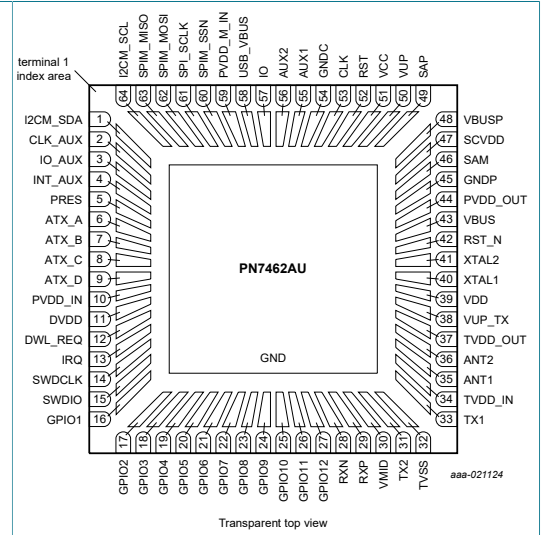 terminal 1
index area
64 I2CM_SCL
63 SPIM_MISO
62 SPIM_MOSI
61 SPI_SCLK
60 SPIM_SSN
59 PVDD_M_IN
58 USB_VBUS
57 IO
56 AUX2
55 AUX1
54 GNDC
53 CLK
52 RST
51 VCC
50 VUP
49 SAP
I2CM_SDA 1
CLK_AUX 2
IO_AUX 3
INT_AUX 4
PRES 5
ATX_A 6
ATX_B 7
ATX_C 8
ATX_D 9
PVDD_IN 10
DVDD 11
DWL_REQ 12
IRQ 13
SWDCLK 14
SWDIO 15
GPIO1 16
PN7462AU
GND
48 VBUSP
47 SCVDD
46 SAM
45 GNDP
44 PVDD_OUT
43 VBUS
42 RST_N
41 XTAL2
40 XTAL1
39 VDD
38 VUP_TX
37 TVDD_OUT
36 ANT2
35 ANT1
34 TVDD_IN
33 TX1
GPIO2 17
GPIO3 18
GPIO4 19
GPIO5 20
GPIO6 21
GPIO7 22
GPIO8 23
GPIO9 24
GPIO10 25
GPIO11 26
GPIO12 27
RXN 28
RXP 29
VMID 30
TX2 31
TVSS 32
aaa-021124
Transparent top view